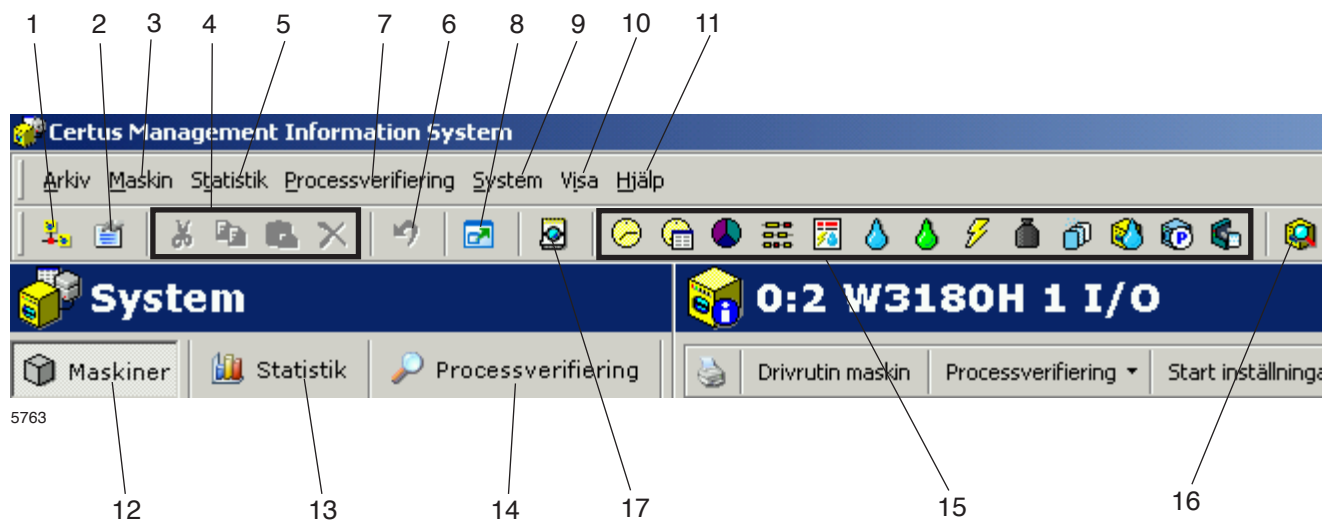 1 2 3 4 5 7 6 8 9 10 11
Certus Management Information System
Arkiv Maskin Statistik Processverifiering System Visa Hjälp
P
System
0:2 W3180H 1 I/O
Maskiner Statistik Processverifiering Drivrutin maskin Processverifiering Start inställninga
5763
12 13 14 17 15 16